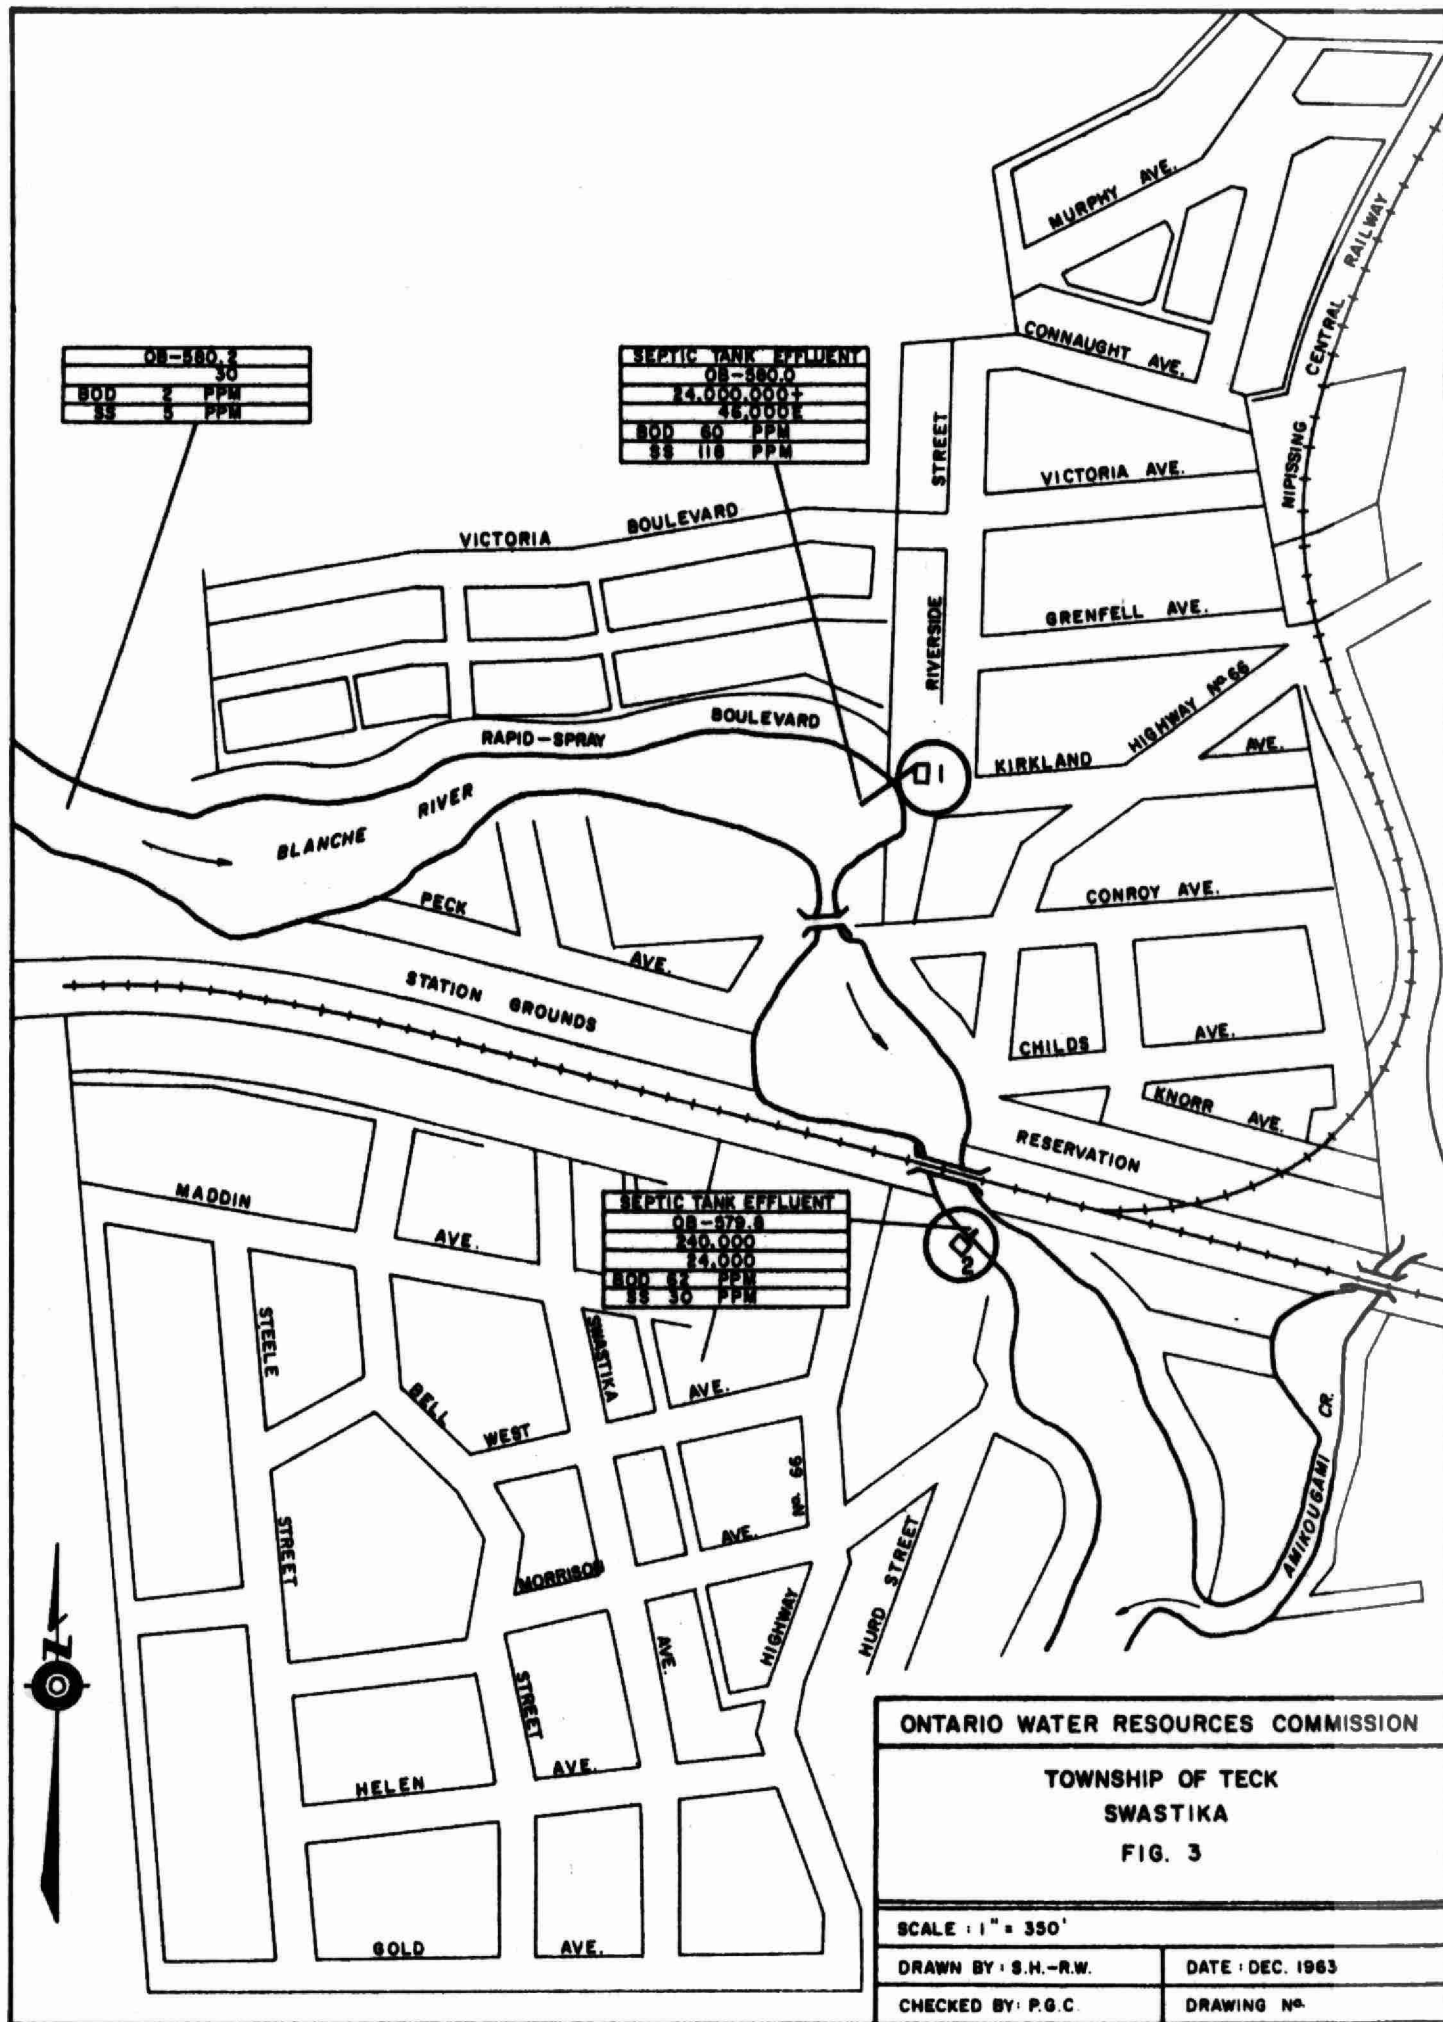 MURPHY AVE.
NIPISSING CENTRAL RAILWAY
CONNAUGHT AVE.
OB-580.2
30
BOD 2 PPM
SS 5 PPM
SEPTIC TANK EFFLUENT
OB-580.0
24,000,000+
46,000E
BOD 60 PPM
SS 118 PPM
RIVERSIDE STREET
VICTORIA AVE.
VICTORIA BOULEVARD
GRENFELL AVE.
HIGHWAY No. 66
RAPID-SPRAY BOULEVARD
KIRKLAND AVE.
1
BLANCHE RIVER
PECK AVE.
CONROY AVE.
STATION GROUNDS
CHILDS AVE.
KNORR AVE.
RESERVATION
MADDIN AVE.
SEPTIC TANK EFFLUENT
240,000
24,000
BOD 62 PPM
SS 30 PPM
2
STEELE STREET
SWASTIKA AVE.
BELL STREET
WEST AVE.
MORRISON AVE.
HIGHWAY No. 66
HURD STREET
AMIKOUGAMI CR.
N
HELEN AVE.
GOLD AVE.
ONTARIO WATER RESOURCES COMMISSION
TOWNSHIP OF TECK
SWASTIKA
FIG. 3
SCALE : 1" = 350'
DRAWN BY : S.H.-R.W.
DATE : DEC. 1963
CHECKED BY : P.G.C.
DRAWING No.